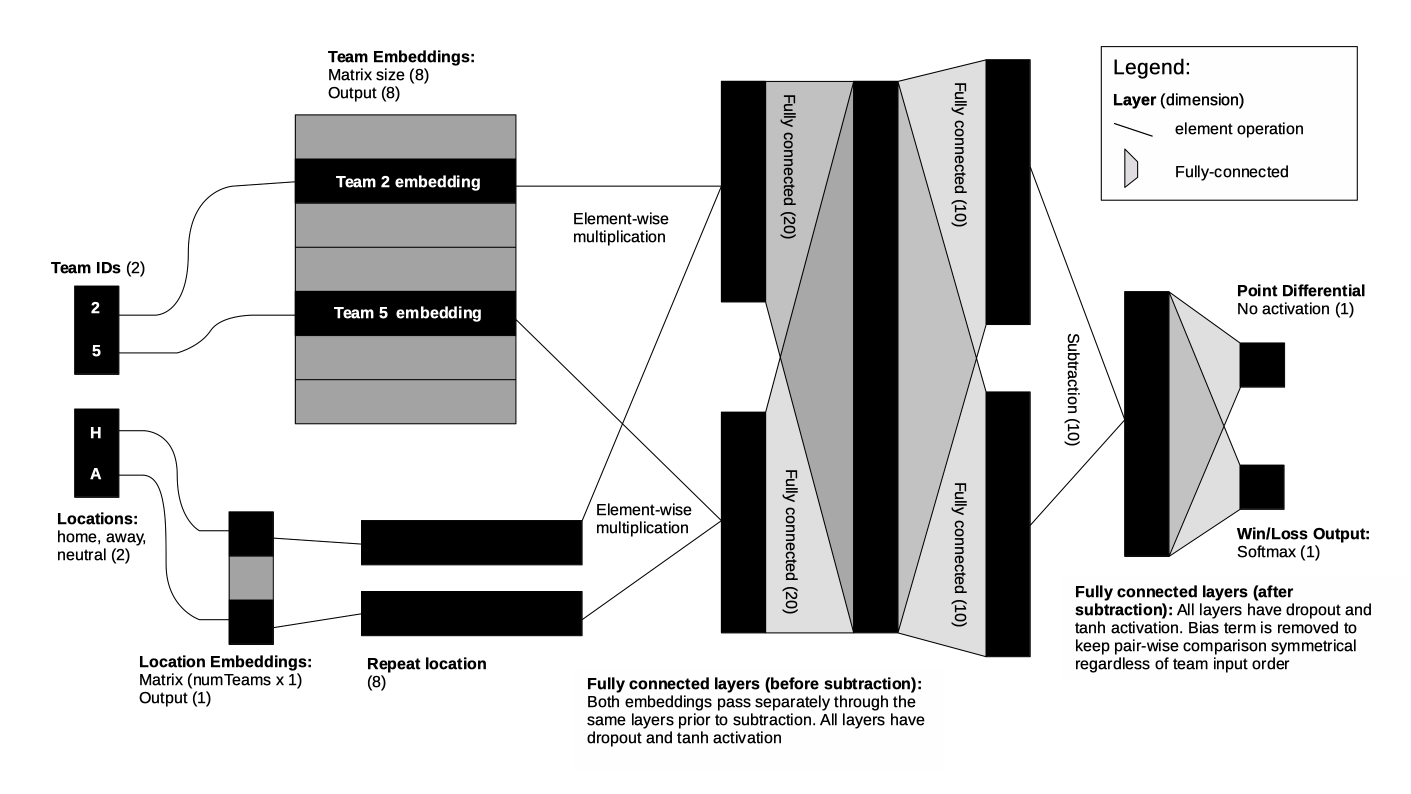 Team Embeddings:
Matrix size (8)
Output (8)
Team 2 embedding
Team 5 embedding
Team IDs (2)
2
5
H
A
Locations:
home, away,
neutral (2)
Location Embeddings:
Matrix (numTeams x 1)
Output (1)
Repeat location
(8)
Element-wise
multiplication
Element-wise
multiplication
Fully connected (20)
Fully connected (20)
Fully connected (10)
Fully connected (10)
Fully connected layers (before subtraction):
Both embeddings pass separately through the
same layers prior to subtraction. All layers have
dropout and tanh activation
Subtraction (10)
Legend:
Layer (dimension)
element operation
Fully-connected
Point Differential
No activation (1)
Win/Loss Output:
Softmax (1)
Fully connected layers (after
subtraction): All layers have dropout and
tanh activation. Bias term is removed to
keep pair-wise comparison symmetrical
regardless of team input order